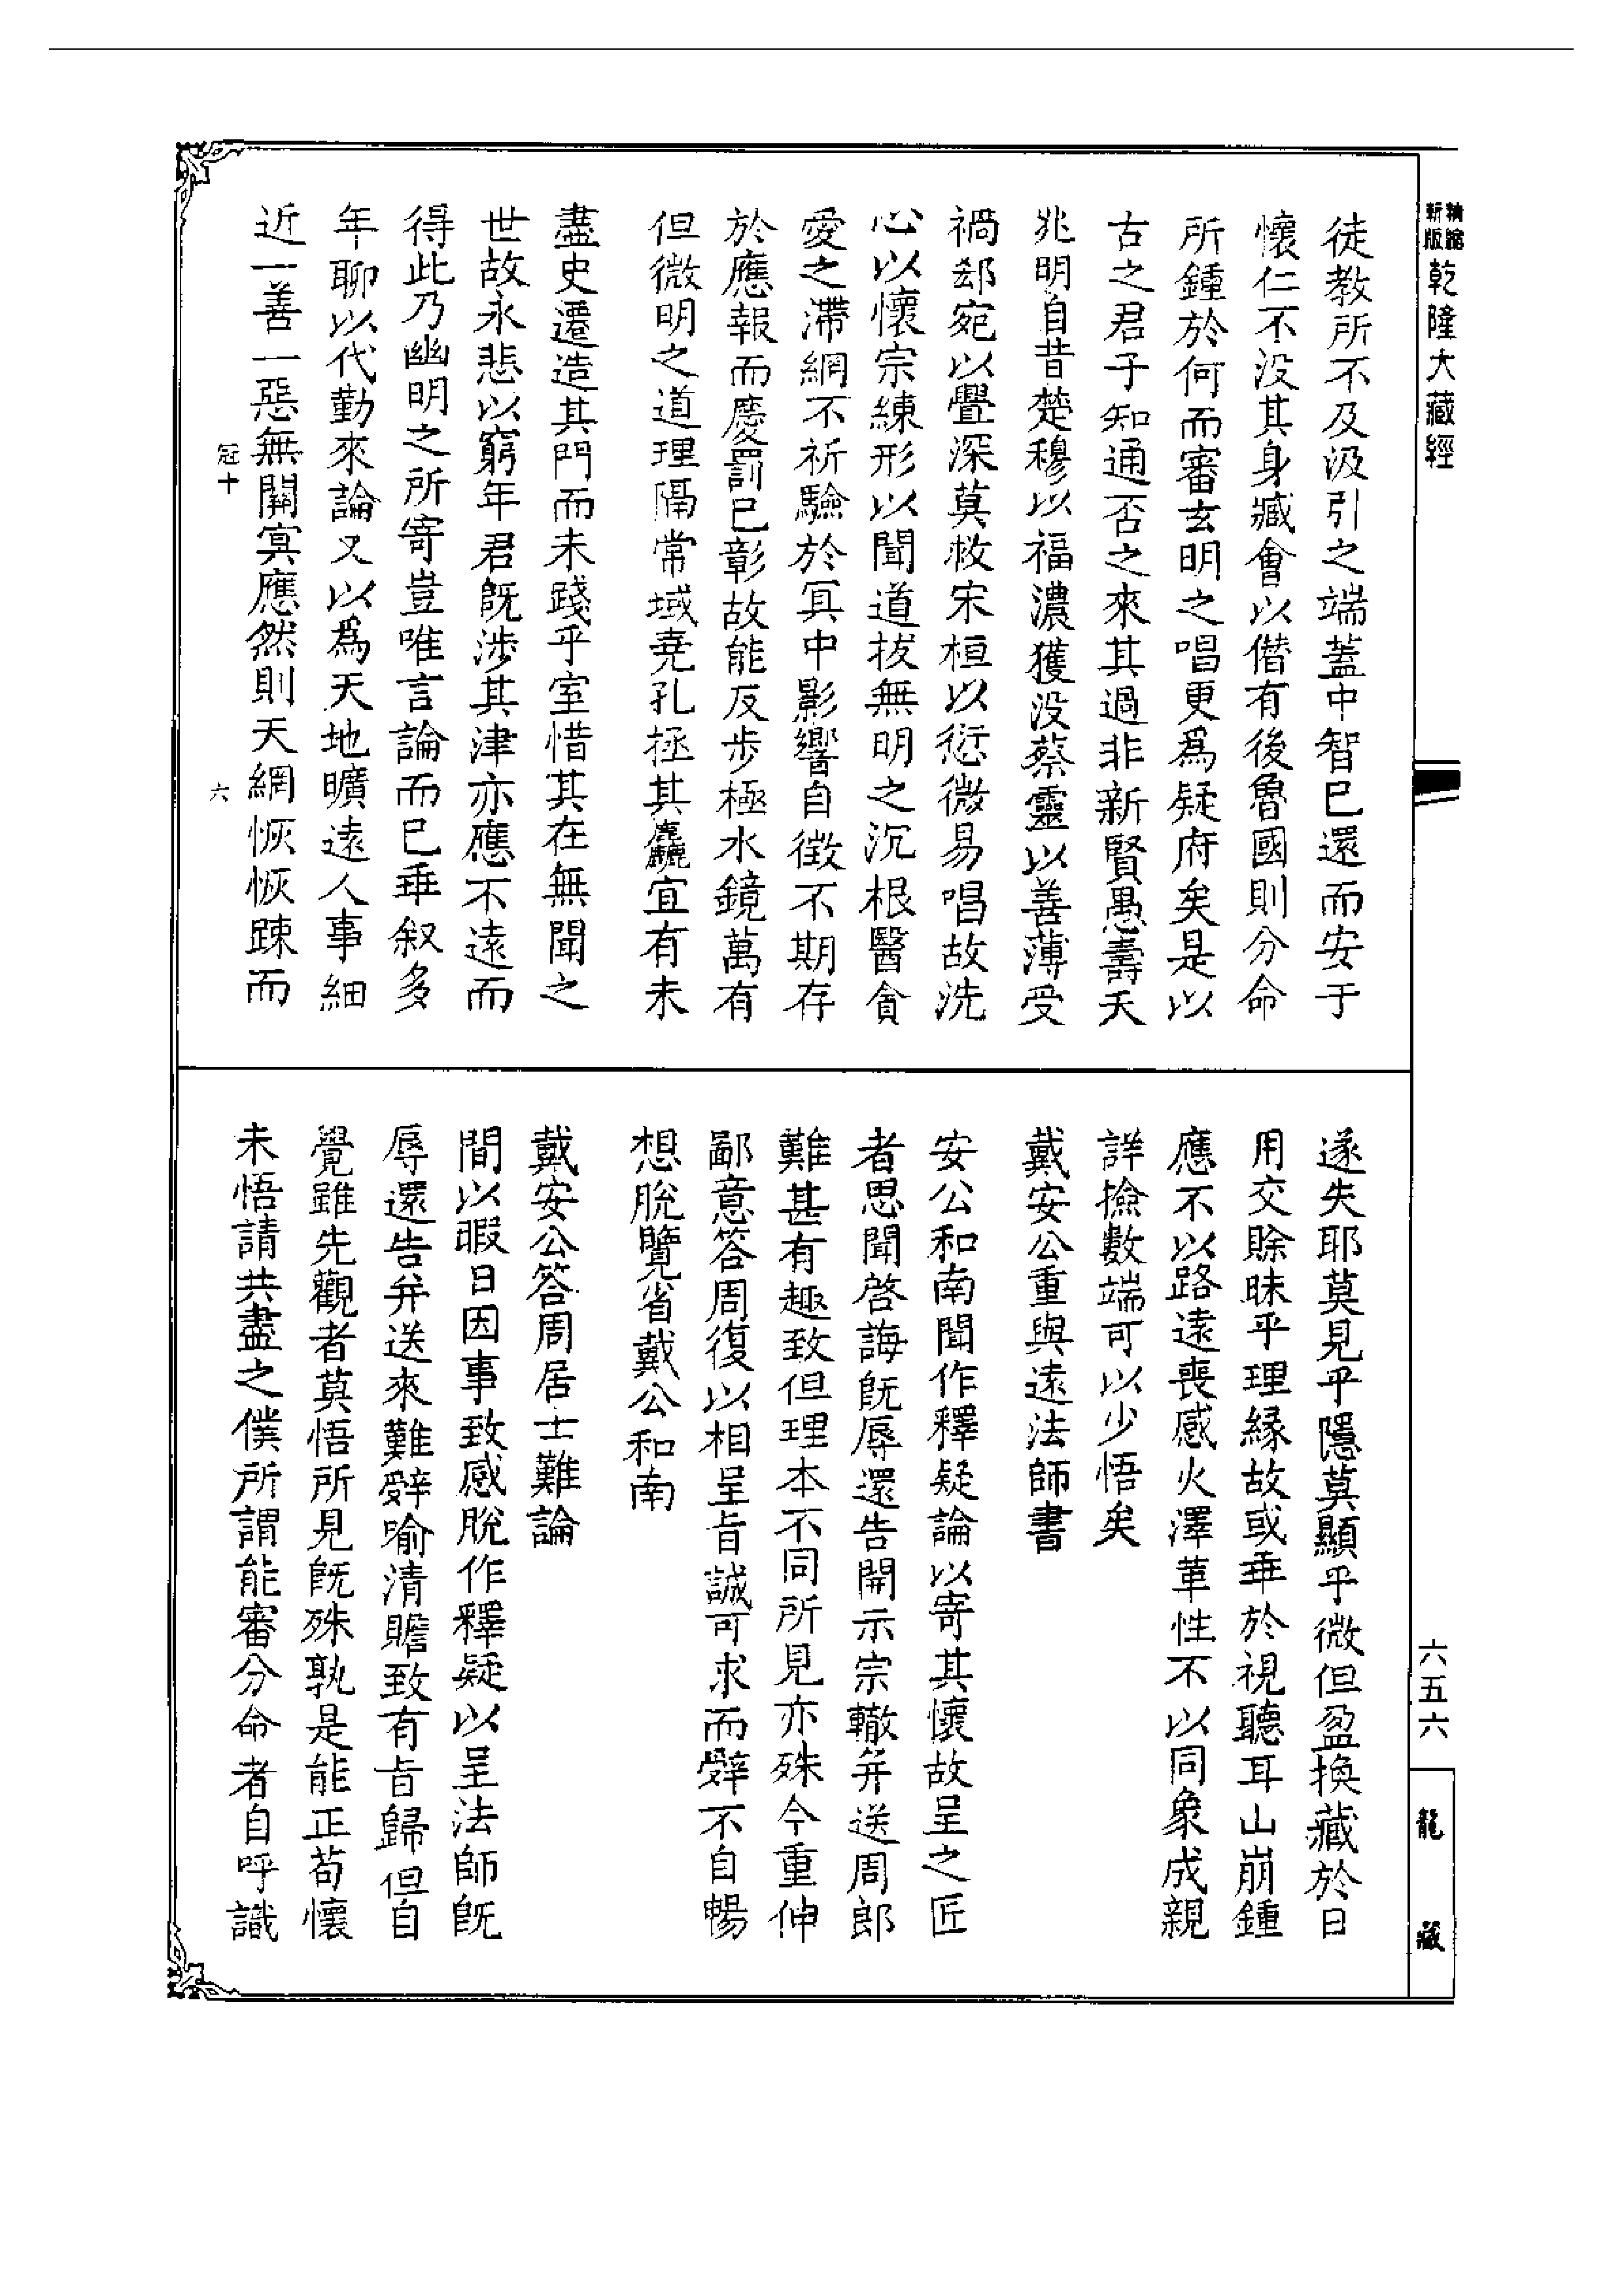 精縮
新版
乾隆大藏經
六五六
龍藏
徒教所不及汲引之端蓋中智已還而安于
懷仁不没其身臧會以僭有後魯國則分命
所鍾於何而審玄明之唱更爲疑府矣是以
古之君子知通否之來其過非新賢愚壽夭
兆明自昔楚穆以福濃獲没蔡靈以善薄受
禍郄宛以舋深莫救宋桓以愆微易唱故洗
心以懷宗練形以聞道拔無明之沉根醫貪
愛之滯網不祈驗於冥中影響自徵不期存
於應報而慶罰已彰故能反步極水鏡萬有
但微明之道理隔常域堯孔拯其麤宜有未
盡史遷造其門而未踐乎室惜其在無聞之
世故永悲以窮年君旣涉其津亦應不遠而
得此乃幽明之所寄豈唯言論而已乖叙多
年聊以代勤來論又以爲天地曠遠人事細
近一善一惡無關冥應然則天網恢恢踈而
冠十
六
遂失耶莫見乎隱莫顯乎微但盈換藏於日
用交賒昧乎理緣故或乖於視聽耳山崩鍾
應不以路遠喪感火澤革性不以同象成親
詳撿數端可以少悟矣
戴安公重與遠法師書
安公和南聞作釋疑論以寄其懷故呈之匠
者思聞啓誨旣辱還告開示宗轍并送周郎
難甚有趣致但理本不同所見亦殊今重伸
鄙意答周復以相呈旨誠可求而辭不自暢
想脫覽省戴公和南
戴安公答周居士難論
間以暇日因事致感脫作釋疑以呈法師旣
辱還告并送來難辭喻清贍致有旨歸但自
覺雖先觀者莫悟所見旣殊孰是能正苟懷
未悟請共盡之僕所謂能審分命者自呼識